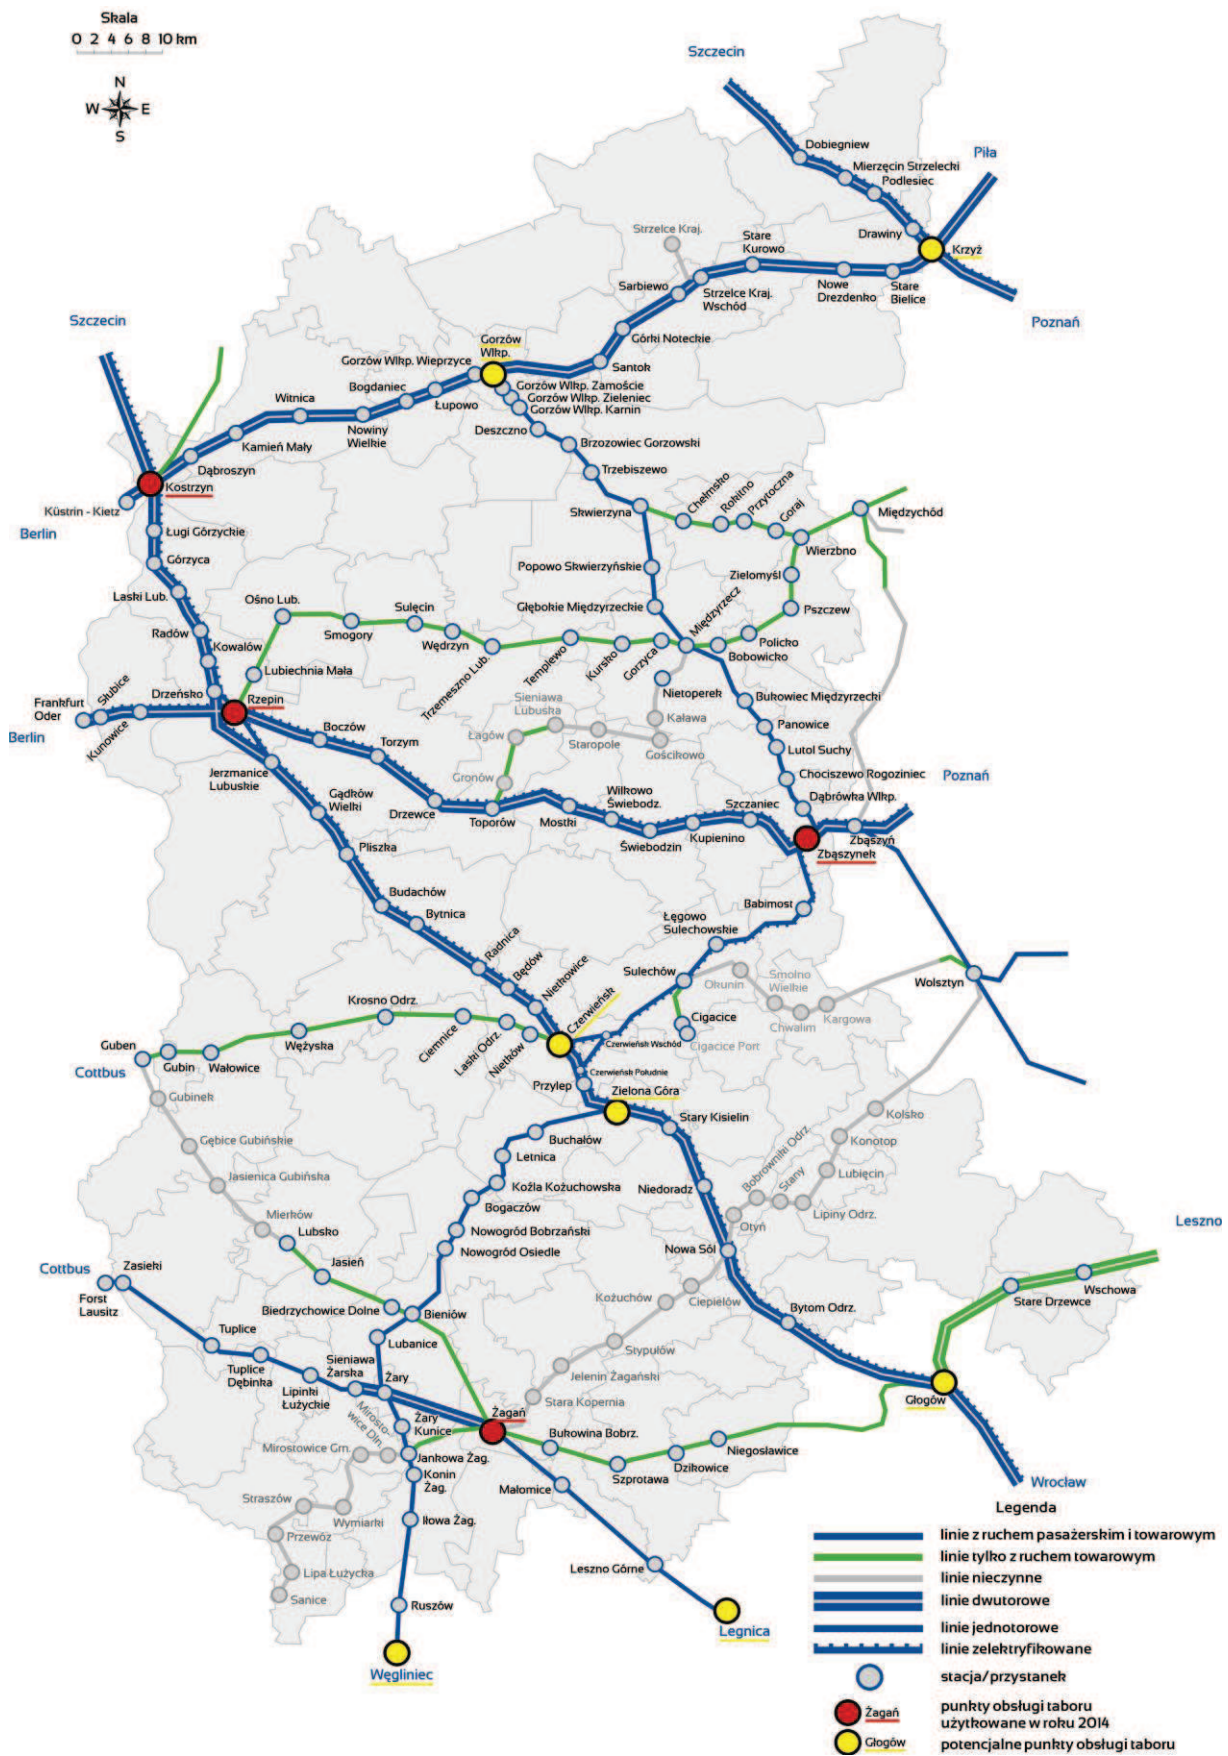 Skala
0 2 4 6 8 10 km
N
W E
S
Szczecin
Dobiegniew
Mierzęcin Strzelecki
Podlesiec
Piła
Drawiny
Krzyż
Strzelce Kraj.
Stare
Kurowo
Sarbiewo
Strzelce Kraj.
Wschód
Nowe
Drezdenko
Stare
Bielice
Poznań
Szczecin
Górki Noteckie
Gorzów
Wlkp.
Gorzów Wlkp. Wieprzyce
Santok
Bogdaniec
Gorzów Wlkp. Zamoście
Gorzów Wlkp. Zieleniec
Gorzów Wlkp. Karnin
Witnica
Łupowo
Nowiny
Wielkie
Deszczno
Kamień Mały
Brzozowiec Gorzowski
Dąbroszyn
Trzebiszewo
Kostrzyn
Küstrin - Kietz
Berlin
Skwierzyna
Chełmsko
Rokitno
Przytoczna
Goraj
Międzychód
Wierzbno
Ługi Górzyckie
Górzyca
Popowo Skwierzyńskie
Zielomyśl
Laski Lub.
Ośno Lub.
Głębokie Międzyrzeckie
Pszczew
Smogory
Sulęcin
Wędrzyn
Międzyrzecz
Radów
Kowalów
Trzemeszno Lub.
Templewo
Kursko
Gorzyca
Policko
Bobowicko
Lubiechnia Mała
Nietoperek
Drzeńsko
Rzepin
Frankfurt
Oder
Słubice
Kunowice
Berlin
Sieniawa
Lubuska
Bukowiec Międzyrzecki
Kaława
Łagów
Staropole
Gościkowo
Panowice
Lutol Suchy
Boczów
Torzym
Jerzmanice
Lubuskie
Gronów
Chociszewo Rogoziniec
Poznań
Gądków
Wielki
Drzewce
Toporów
Mostki
Wilkowo
Świebodz.
Świebodzin
Kupienino
Szczaniec
Dąbrówka Wlkp.
Zbąszyń
Zbąszynek
Pliszka
Budachów
Bytnica
Babimost
Łęgowo
Sulechowskie
Radnica
Będów
Nietkowice
Sulechów
Okunin
Smolno
Wielkie
Chwalim
Kargowa
Wolsztyn
Krosno Odrz.
Czerwieńsk
Cigacice
Cigacice Port
Czerwieńsk Wschód
Guben
Gubin
Wałowice
Wężyska
Ciemnice
Laski Odrz.
Nietków
Czerwieńsk Południe
Cottbus
Przylep
Zielona Góra
Gubinek
Stary Kisielin
Kolsko
Buchałów
Konotop
Gębice Gubińskie
Letnica
Bobrowniki Odrz.
Stany
Lubięcin
Jasienica Gubińska
Koźla Kożuchowska
Niedoradz
Lipiny Odrz.
Bogaczów
Otyń
Mierków
Lubsko
Nowogród Bobrzański
Nowogród Osiedle
Nowa Sól
Leszno
Cottbus
Zasieki
Jasień
Forst
Lausitz
Wschowa
Stare Drzewce
Kożuchów
Ciepielów
Biedrzychowice Dolne
Bieniów
Bytom Odrz.
Lubanice
Stypułów
Tuplice
Tuplice
Dębinka
Sieniawa
Żarska
Lipinki
Łużyckie
Żary
Jelenin Żagański
Stara Kopernia
Głogów
Żary
Kunice
Żagań
Mirosto-
wice Dln.
Mirostowice Grn.
Bukowina Bobrz.
Jankowa Żag.
Konin
Żag.
Niegosławice
Dzikowice
Szprotawa
Małomice
Wrocław
Straszów
Wymiarki
Iłowa Żag.
Przewóz
Lipa Łużycka
Sanice
Leszno Górne
Ruszów
Legnica
Węgliniec
Legenda
linie z ruchem pasażerskim i towarowym
linie tylko z ruchem towarowym
linie nieczynne
linie dwutorowe
linie jednotorowe
linie zelektryfikowane
stacja/przystanek
Żagań punkty obsługi taboru
użytkowane w roku 2014
Głogów potencjalne punkty obsługi taboru